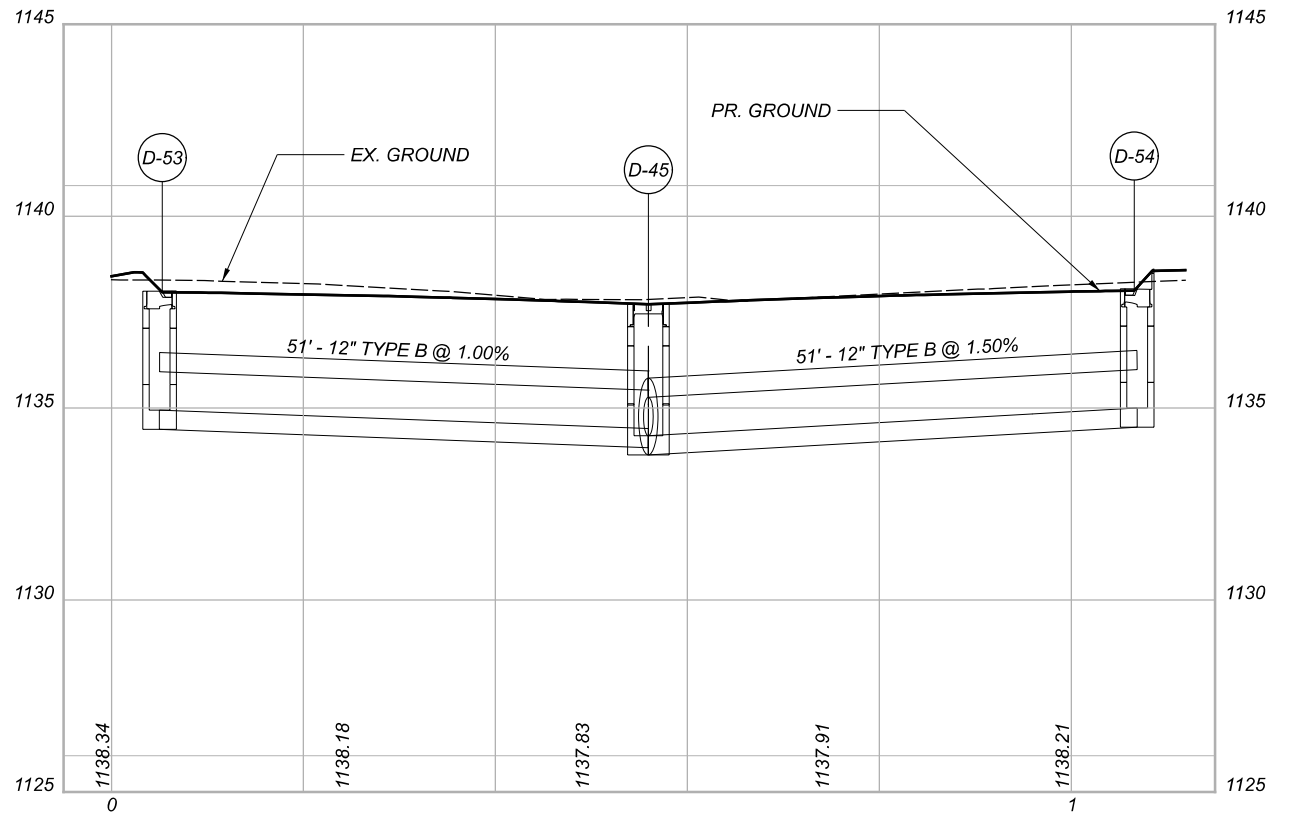 1145
1145
PR. GROUND
D-53
EX. GROUND
D-45
D-54
1140
1140
51' - 12" TYPE B @ 1.00%
51' - 12" TYPE B @ 1.50%
1135
1135
1130
1130
1138.34
1138.18
1137.83
1137.91
1138.21
1125
1125
0
1